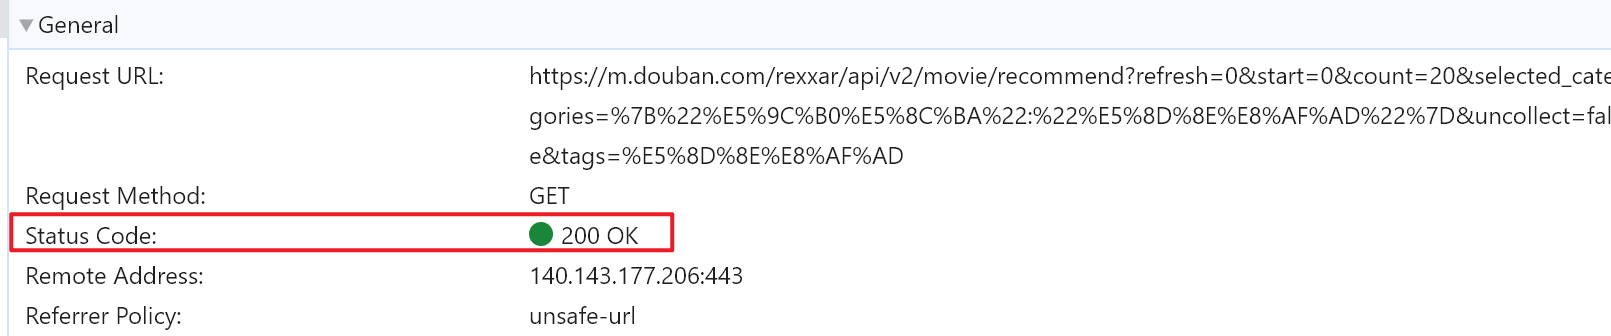 General
Request URL: https://m.douban.com/rexxar/api/v2/movie/recommend?refresh=0&start=0&count=20&selected_cate
gories=%7B%22%E5%9C%B0%E5%8C%BA%22:%22%E5%8D%8E%E8%AF%AD%22%7D&uncollect=fal
e&tags=%E5%8D%8E%E8%AF%AD
Request Method: GET
Status Code: 200 OK
Remote Address: 140.143.177.206:443
Referrer Policy: unsafe-url